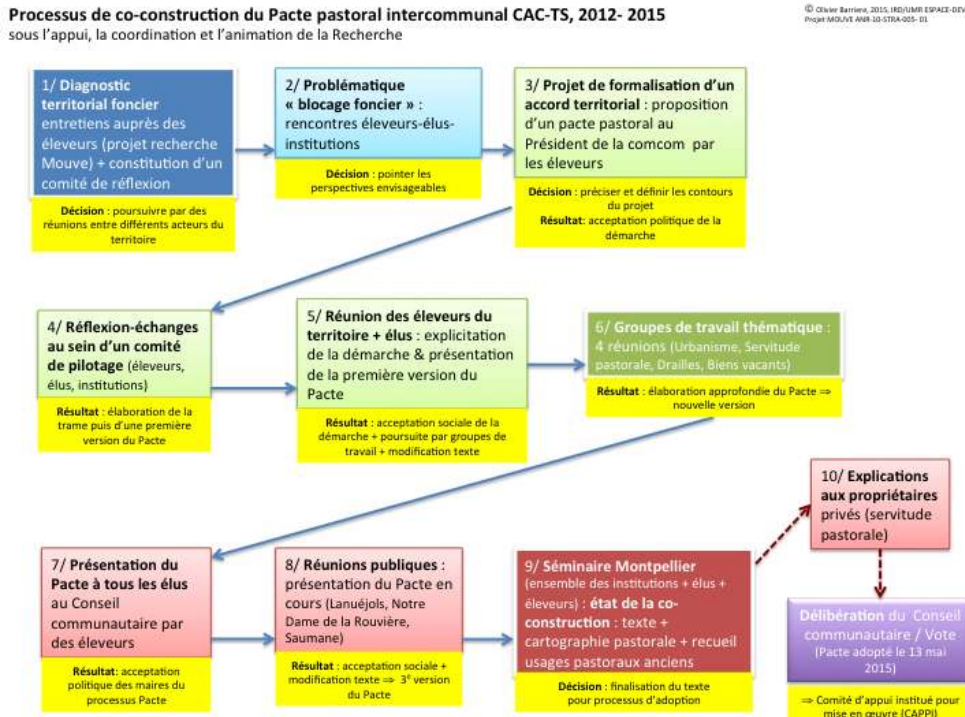 Processus de co-construction du Pacte pastoral intercommunal CAC-TS, 2012- 2015
sous l'appui, la coordination et l'animation de la Recherche
© Olivier Barriere, 2015, IRD/UMR ESPACE-DEV
Projet MOUVE ANR-10-STRA-005- 01
1/ Diagnostic
territorial foncier
entretiens auprès des
éleveurs (projet recherche
Mouve) + constitution d'un
comité de réflexion
Décision : poursuivre par des
réunions entre différents acteurs du
territoire
2/ Problématique
« blocage foncier » :
rencontres éleveurs-élus-
institutions
Décision : pointer les
perspectives envisageables
3/ Projet de formalisation d'un
accord territorial : proposition
d'un pacte pastoral au
Président de la comcom par
les éleveurs
Décision : préciser et définir les contours
du projet
Résultat: acceptation politique de la
démarche
4/ Réflexion-échanges
au sein d'un comité
de pilotage (éleveurs,
élus, institutions)
Résultat : élaboration de la
trame puis d'une première
version du Pacte
5/ Réunion des éleveurs du
territoire + élus : explicitation
de la démarche & présentation
de la première version du
Pacte
Résultat : acceptation sociale de la
démarche + poursuite par groupes de
travail + modification texte
6/ Groupes de travail thématique :
4 réunions (Urbanisme, Servitude
pastorale, Drailles, Biens vacants)
Résultat : élaboration approfondie du Pacte ⇒
nouvelle version
7/ Présentation du
Pacte à tous les élus
au Conseil
communautaire par
des éleveurs
Résultat: acceptation
politique des maires du
processus Pacte
8/ Réunions publiques :
présentation du Pacte en
cours (Lanuéjols, Notre
Dame de la Rouvière,
Saumane)
Résultat : acceptation sociale +
modification texte ⇒ 3e version
du Pacte
9/ Séminaire Montpellier
(ensemble des institutions + élus +
éleveurs) : état de la co-
construction : texte +
cartographie pastorale + recueil
usages pastoraux anciens
Décision : finalisation du texte
pour processus d'adoption
10/ Explications
aux propriétaires
privés (servitude
pastorale)
Délibération du Conseil
communautaire / Vote
(Pacte adopté le 13 mai
2015)
⇒ Comité d'appui institué pour
mise en œuvre (CAPPI)